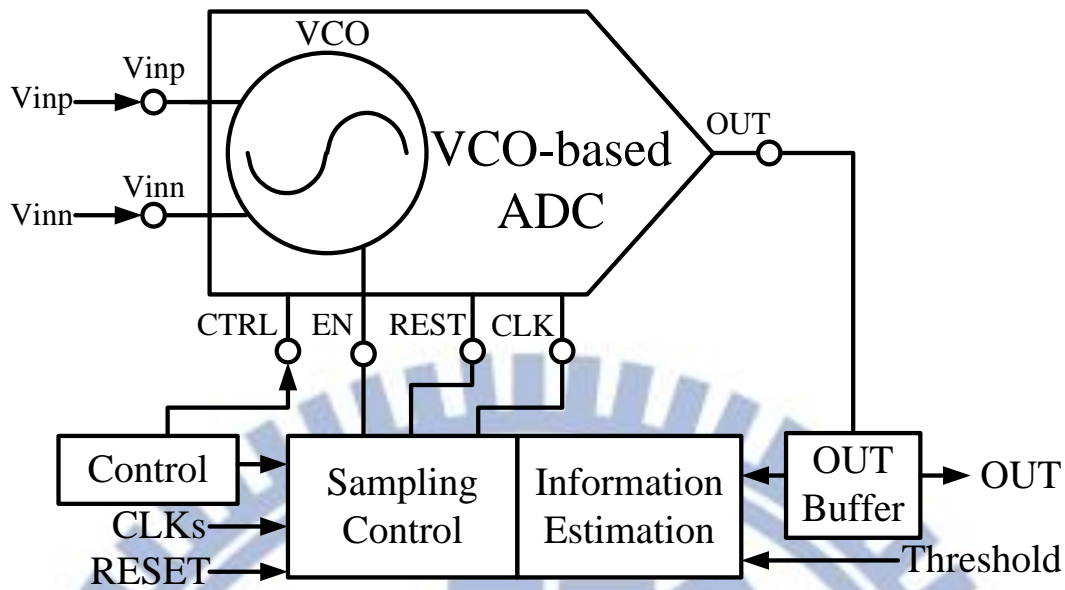 VCO
Vinp
Vinp
OUT
VCO-based
ADC
Vinn
Vinn
CTRL
EN
REST
CLK
Control
Sampling
Control
Information
Estimation
OUT
Buffer
OUT
CLKs
RESET
Threshold